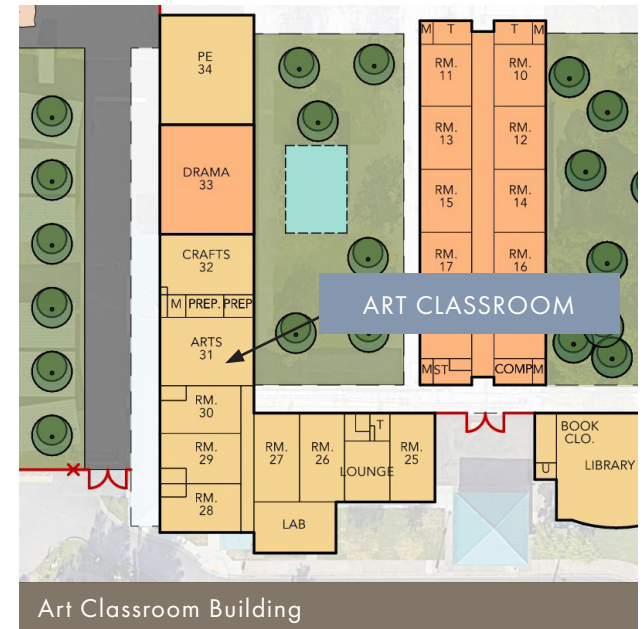 PE
34
DRAMA
33
CRAFTS
32
M PREP. PREP
ARTS
31
RM.
30
RM.
29
RM.
28
RM.
27
RM.
26
T
LOUNGE
RM.
25
LAB
M T T M
RM.
11
RM.
10
RM.
13
RM.
12
RM.
15
RM.
14
RM.
17
RM.
16
ART CLASSROOM
M ST COMP M
BOOK
CLO.
LIBRARY
U
Art Classroom Building